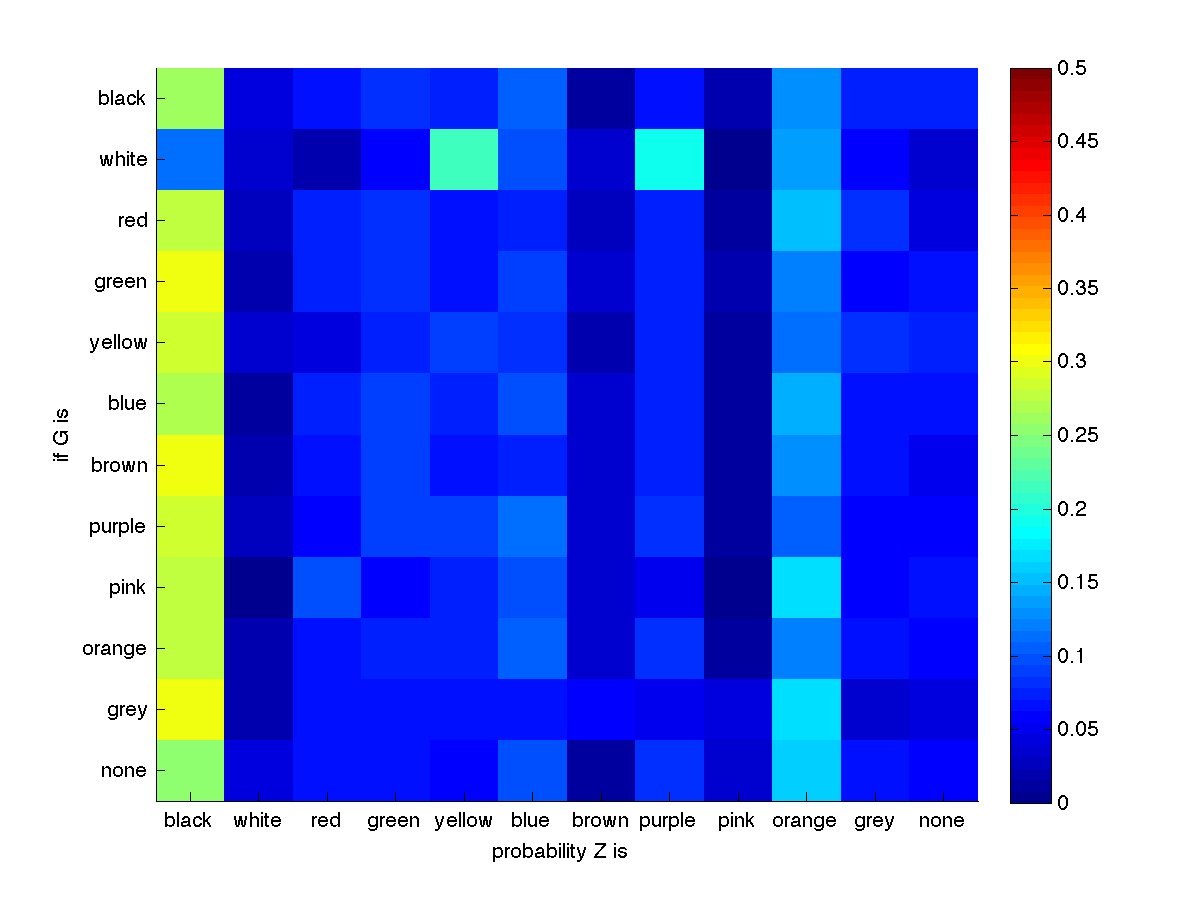 black
white
red
green
yellow
blue
brown
purple
pink
orange
grey
none
if G is
black white red green yellow blue brown purple pink orange grey none
probability Z is
0.5
0.45
0.4
0.35
0.3
0.25
0.2
0.15
0.1
0.05
0